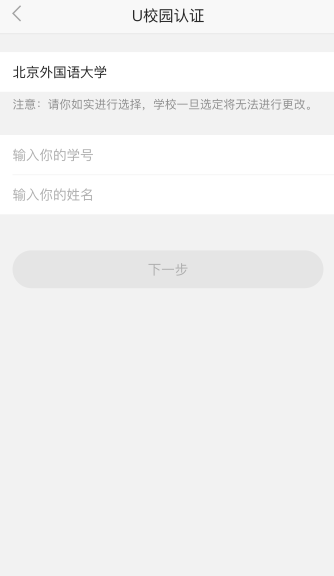 U校园认证
北京外国语大学
注意：请你如实进行选择，学校一旦选定将无法进行更改。
输入你的学号
输入你的姓名
下一步